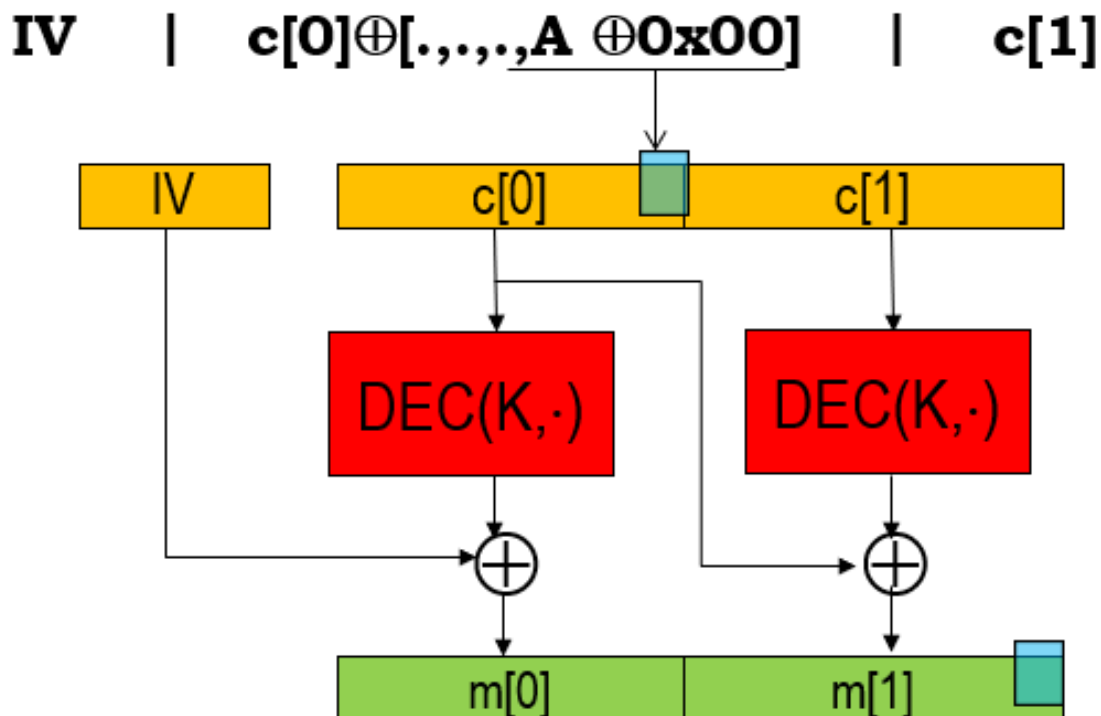 IV | c[0]⊕[.,.,.,A ⊕0x00] | c[1]
IV c[0] c[1]
DEC(K,·) DEC(K,·)
m[0] m[1]